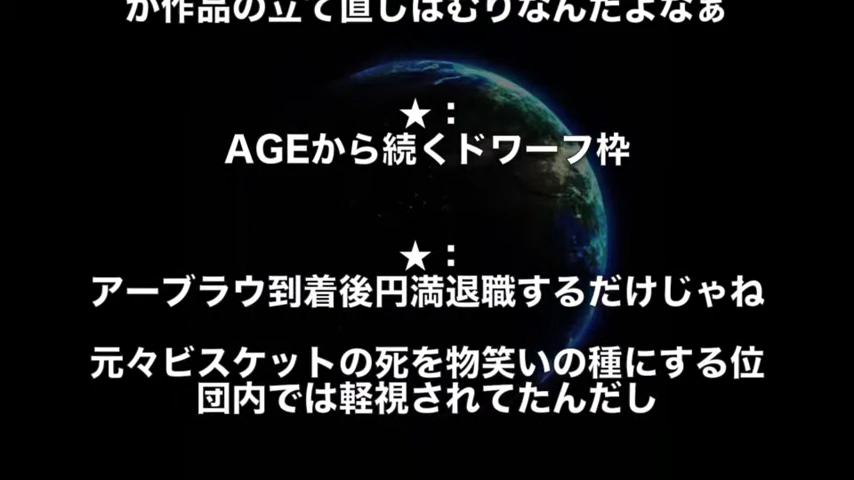 が作品の立て直しはむりなんだよなぁ
★：
AGEから続くドワーフ枠
★：
アーブラウ到着後円満退職するだけじゃね
元々ビスケットの死を物笑いの種にする位
団内では軽視されてたんだし